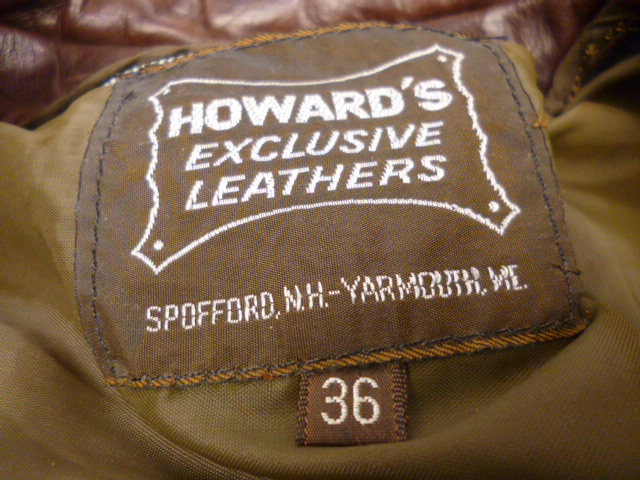 HOWARD'S
EXCLUSIVE
LEATHERS
SPOFFORD, N.H.-YARMOUTH, ME.
36